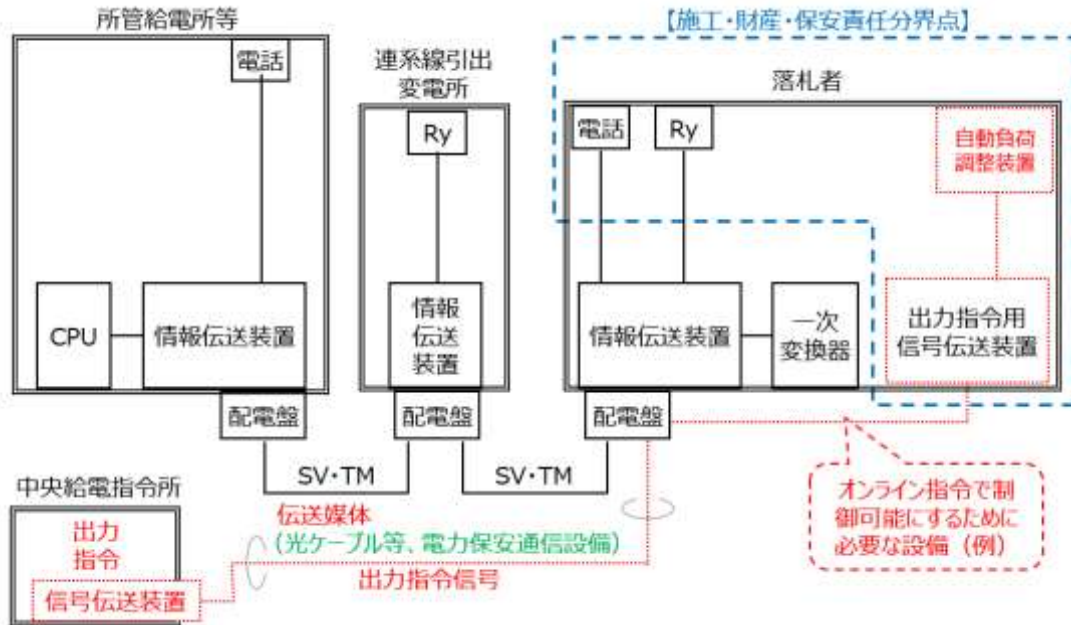 所管給電所等
電話
CPU
情報伝送装置
配電盤
連系線引出
変電所
Ry
情報
伝送
装置
配電盤
【施工・財産・保安責任分界点】
落札者
電話
Ry
自動負荷
調整装置
情報伝送装置
一次
変換器
出力指令用
信号伝送装置
配電盤
SV・TM
SV・TM
中央給電指令所
出力
指令
信号伝送装置
伝送媒体
(光ケーブル等、電力保安通信設備)
出力指令信号
オンライン指令で制
御可能にするために
必要な設備(例)